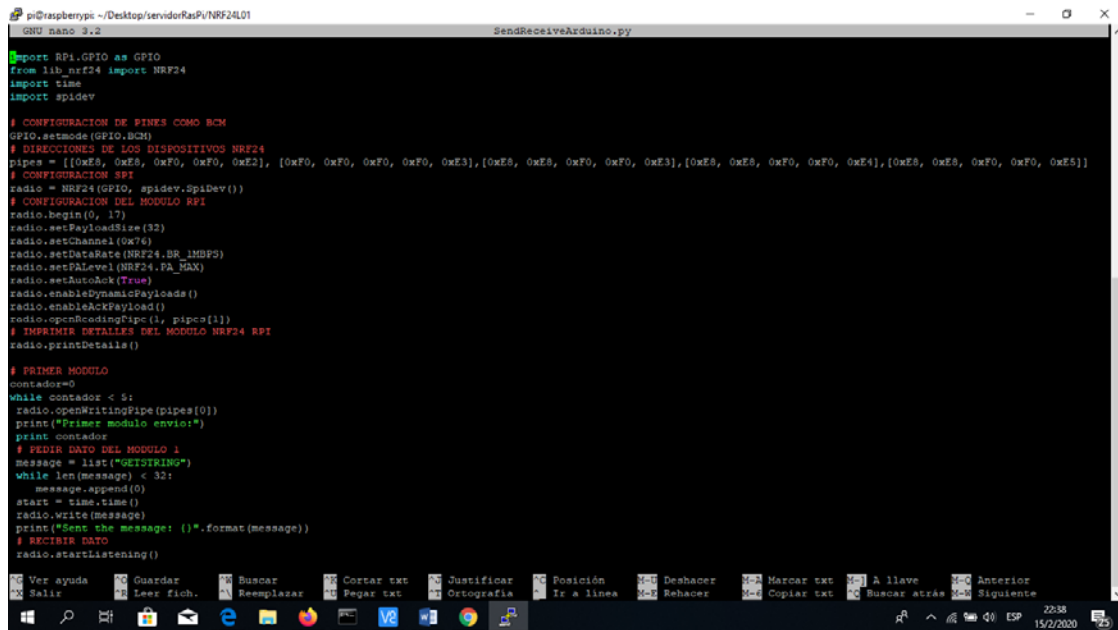 pi@raspberrypi: ~/Desktop/servidorRasPi/NRF24L01
GNU nano 3.2 SendReceiveArduino.py
import RPi.GPIO as GPIO
from lib_nrf24 import NRF24
import time
import spidev
# CONFIGURACION DE PINES COMO BCM
GPIO.setmode(GPIO.BCM)
# DIRECCIONES DE LOS DISPOSITIVOS NRF24
pipes = [[0xE8, 0xE8, 0xF0, 0xF0, 0xE2], [0xF0, 0xF0, 0xF0, 0xF0, 0xE3],[0xE8, 0xE8, 0xF0, 0xF0, 0xE3],[0xE8, 0xE8, 0xF0, 0xF0, 0xE4],[0xE8, 0xE8, 0xF0, 0xF0, 0xE5]]
# CONFIGURACION SPI
radio = NRF24(GPIO, spidev.SpiDev())
# CONFIGURACION DEL MODULO RPI
radio.begin(0, 17)
radio.setPayloadSize(32)
radio.setChannel(0x76)
radio.setDataRate(NRF24.BR_1MBPS)
radio.setPALevel(NRF24.PA_MAX)
radio.setAutoAck(True)
radio.enableDynamicPayloads()
radio.enableAckPayload()
radio.openReadingPipe(1, pipes[1])
# IMPRIMIR DETALLES DEL MODULO NRF24 RPI
radio.printDetails()
# PRIMER MODULO
contador=0
while contador < 5:
radio.openWritingPipe(pipes[0])
print("Primer modulo envio:")
print contador
# PEDIR DATO DEL MODULO 1
message = list("GETSTRING")
while len(message) < 32:
message.append(0)
start = time.time()
radio.write(message)
print("Sent the message: {}".format(message))
# RECIBIR DATO
radio.startListening()
^G Ver ayuda ^O Guardar ^W Buscar ^K Cortar txt ^J Justificar ^C Posición M-U Deshacer M-A Marcar txt M-] A llave M-Q Anterior
^X Salir ^R Leer fich. ^\ Reemplazar ^U Pegar txt ^T Ortografía ^_ Ir a línea M-E Rehacer M-6 Copiar txt ^Q Buscar atrás M-W Siguiente
ESP 22:38
15/2/2020 25